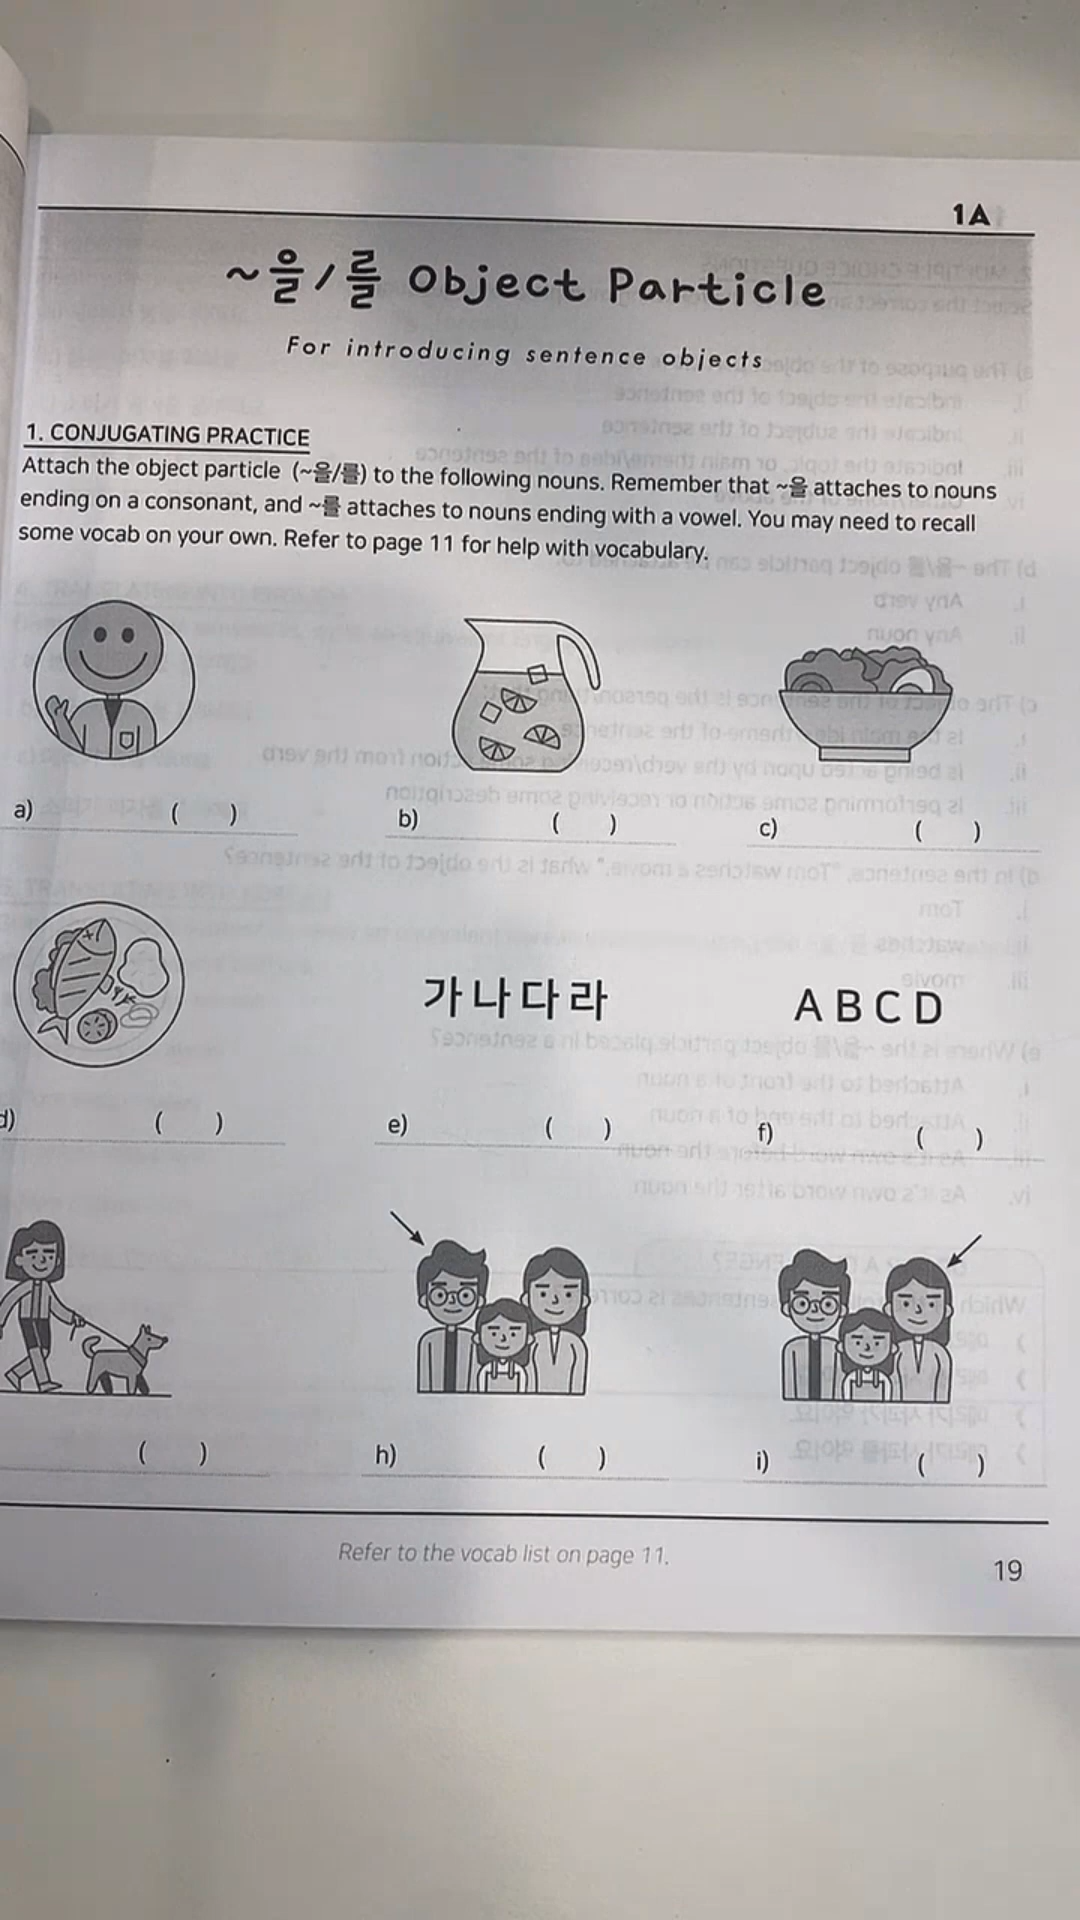 1A
~을/를 Object Particle
For introducing sentence objects
1. CONJUGATING PRACTICE
Attach the object particle (~을/를) to the following nouns. Remember that ~을 attaches to nouns
ending on a consonant, and ~를 attaches to nouns ending with a vowel. You may need to recall
some vocab on your own. Refer to page 11 for help with vocabulary.
a) ( ) b) ( ) c) ( )
가나다라 ABCD
d) ( ) e) ( ) f) ( )
( ) h) ( ) i) ( )
Refer to the vocab list on page 11.
19